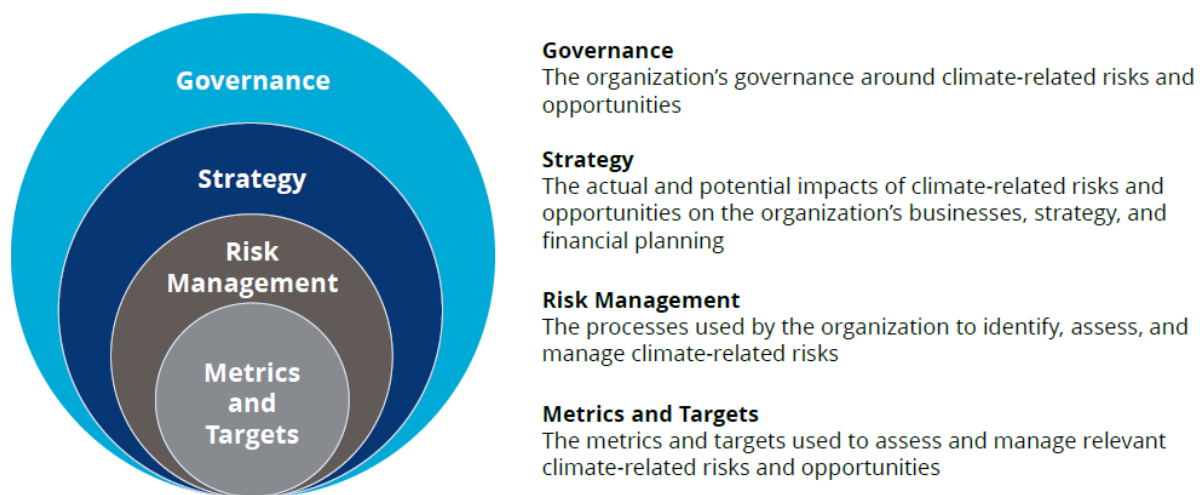 Governance
Strategy
Risk
Management
Metrics
and
Targets
Governance
The organization’s governance around climate-related risks and
opportunities
Strategy
The actual and potential impacts of climate-related risks and
opportunities on the organization’s businesses, strategy, and
financial planning
Risk Management
The processes used by the organization to identify, assess, and
manage climate-related risks
Metrics and Targets
The metrics and targets used to assess and manage relevant
climate-related risks and opportunities